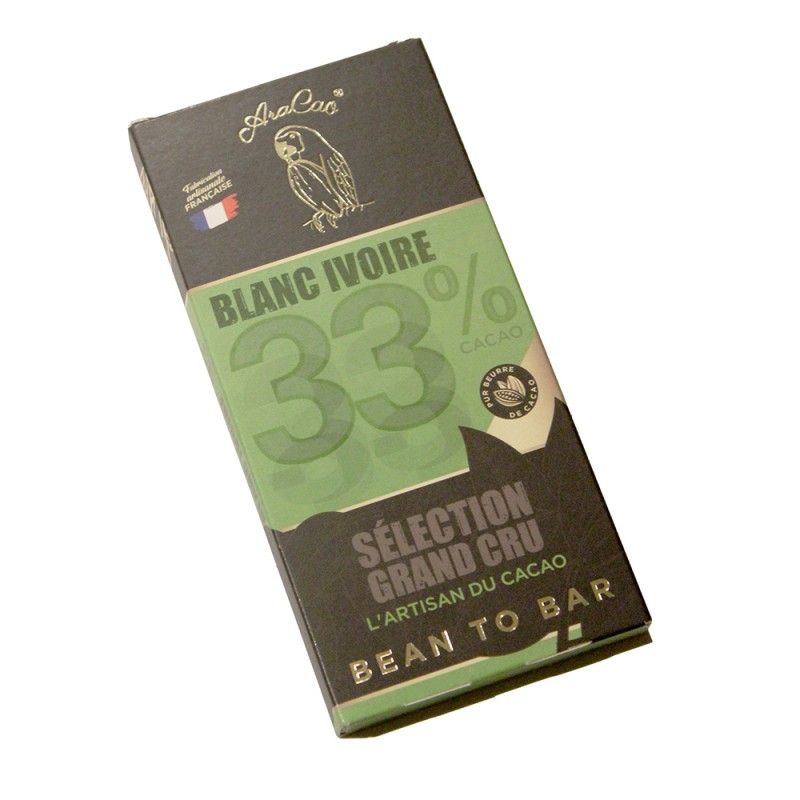 AraCao®
Fabrication
artisanale
FRANÇAISE
BLANC IVOIRE
33%
CACAO
PUR BEURRE
DE CACAO
SÉLECTION
GRAND CRU
L'ARTISAN DU CACAO
BEAN TO BAR